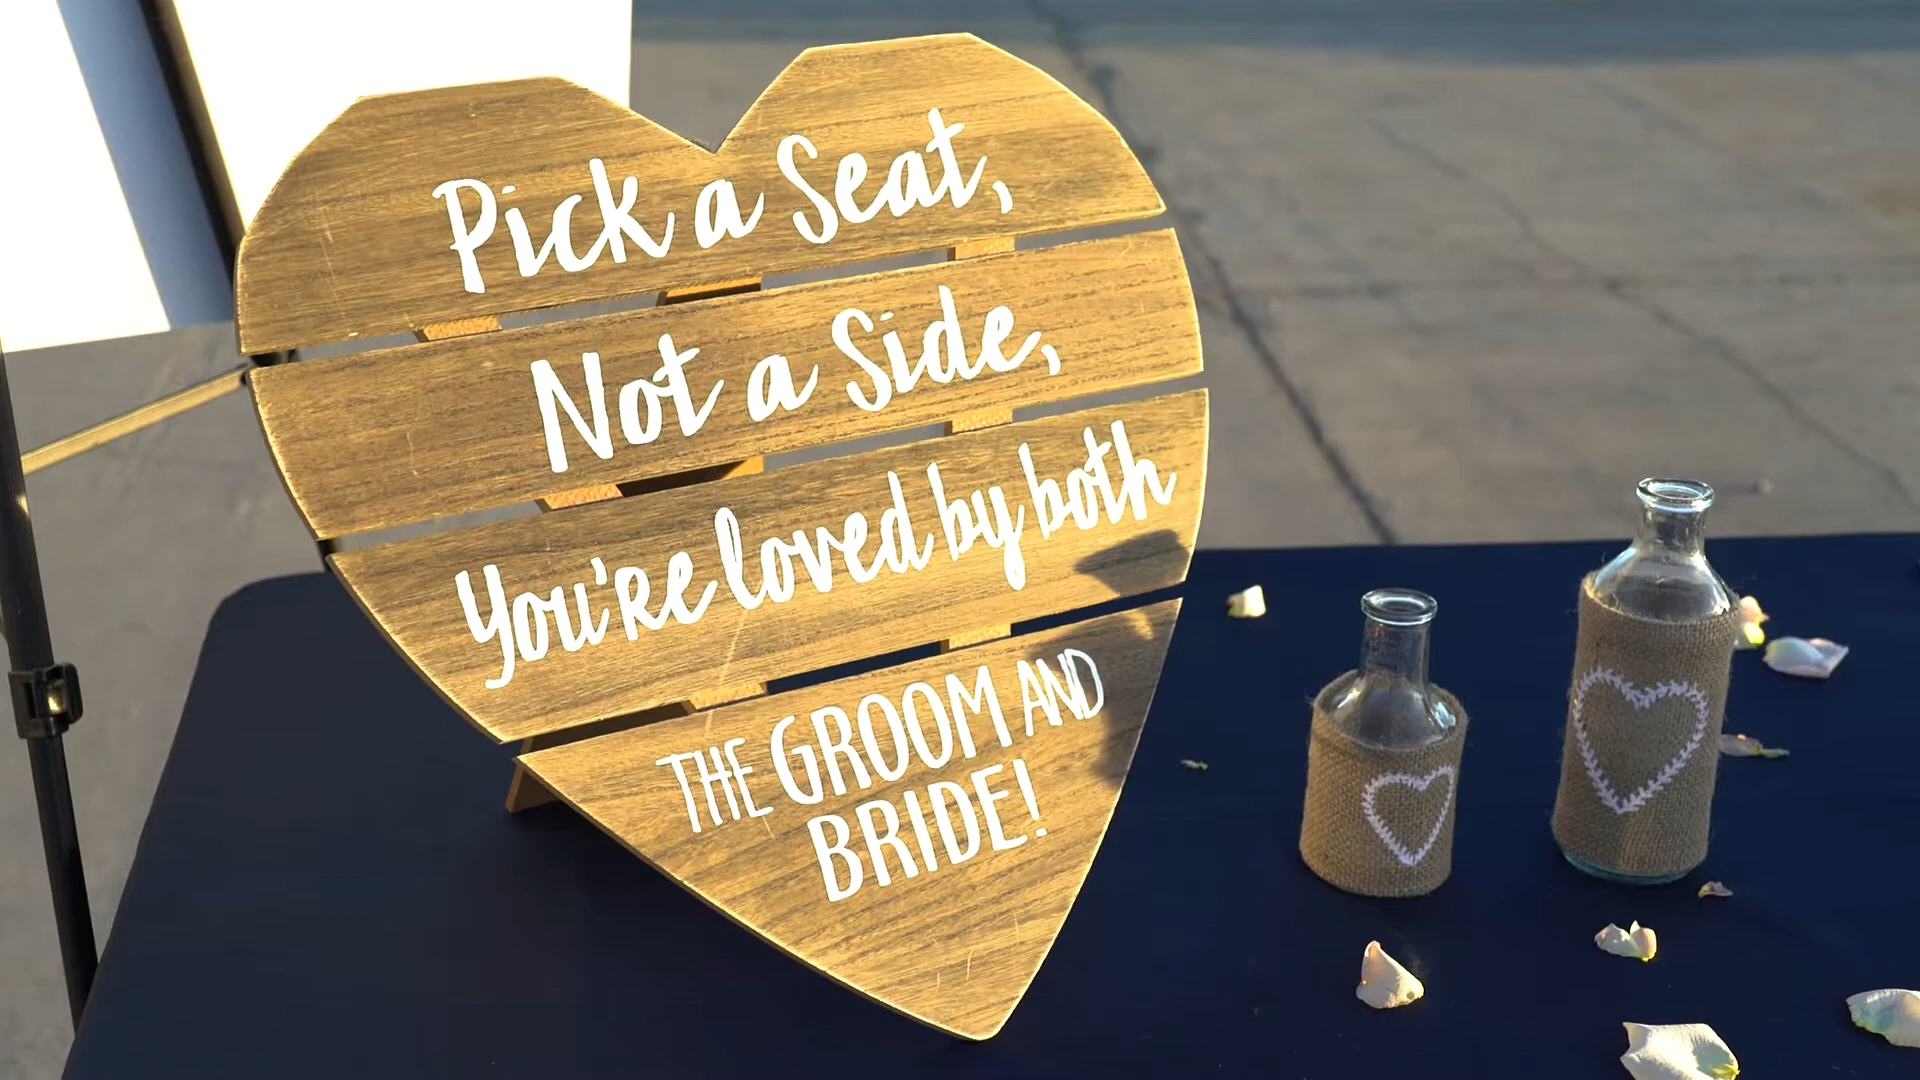 Pick a Seat,
Not a Side,
You're loved by both
THE GROOM AND
BRIDE!